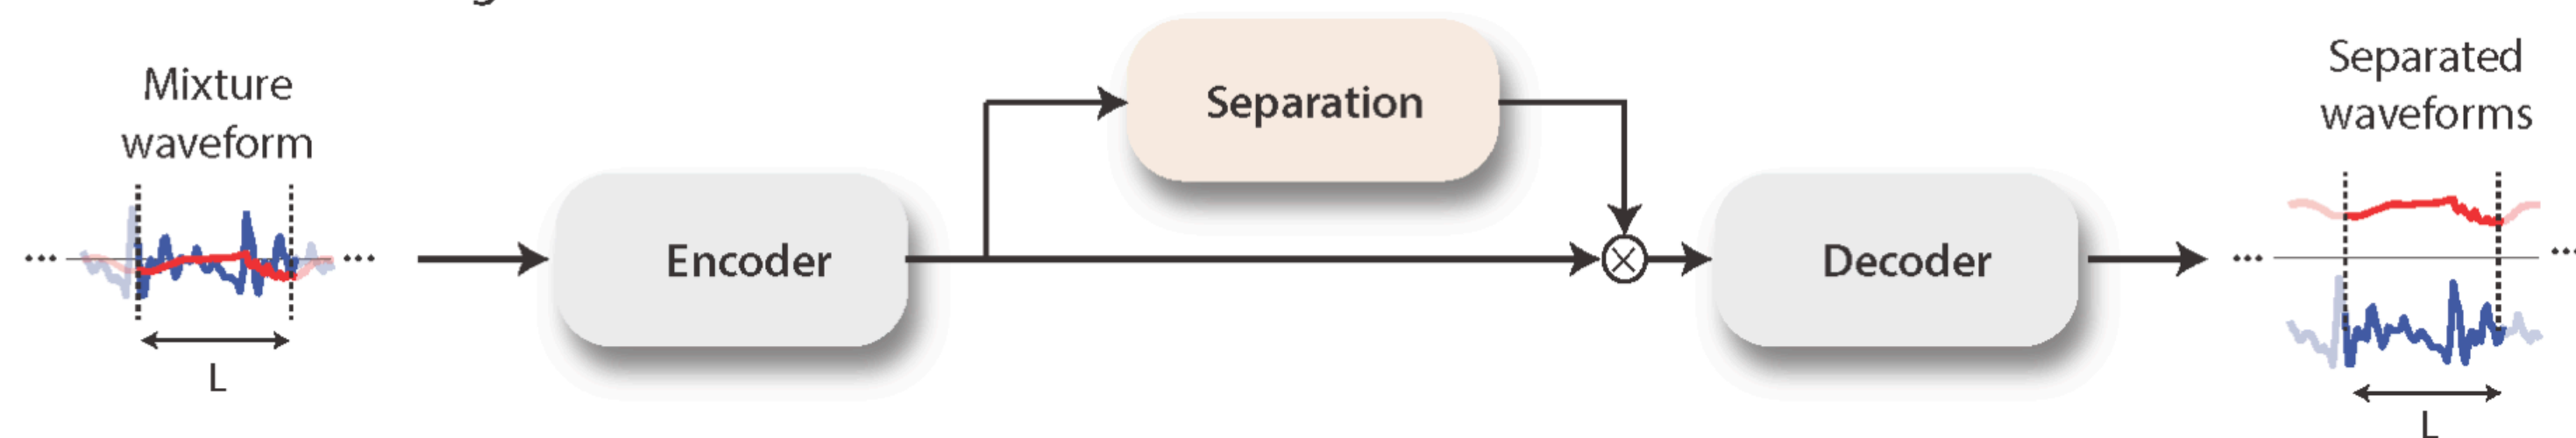 Mixture
waveform
L
Encoder
Separation
Decoder
Separated
waveforms
L